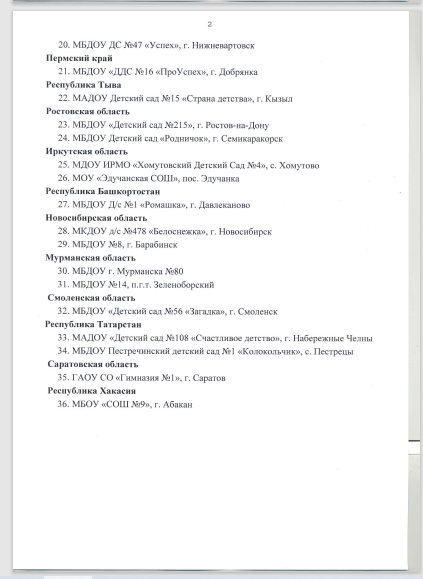 2
20. МБДОУ ДС №47 «Успех», г. Нижневартовск
Пермский край
21. МБДОУ «ДДС №16 «ПроУспех», г. Добрянка
Республика Тыва
22. МАДОУ Детский сад №15 «Страна детства», г. Кызыл
Ростовская область
23. МБДОУ «Детский сад №215», г. Ростов-на-Дону
24. МБДОУ Детский сад «Родничок», г. Семикаракорск
Иркутская область
25. МДОУ ИРМО «Хомутовский Детский Сад №4», с. Хомутово
26. МОУ «Эдучанская СОШ», пос. Эдучанка
Республика Башкортостан
27. МБДОУ Д/с №1 «Ромашка», г. Давлеканово
Новосибирская область
28. МКДОУ д/с №478 «Белоснежка», г. Новосибирск
29. МБДОУ №8, г. Барабинск
Мурманская область
30. МБДОУ г. Мурманска №80
31. МБДОУ №14, п.г.т. Зеленоборский
Смоленская область
32. МБДОУ «Детский сад №56 «Загадка», г. Смоленск
Республика Татарстан
33. МАДОУ «Детский сад №108 «Счастливое детство», г. Набережные Челны
34. МБДОУ Пестречинский детский сад №1 «Колокольчик», с. Пестрецы
Саратовская область
35. ГАОУ СО «Гимназия №1», г. Саратов
Республика Хакасия
36. МБОУ «СОШ №9», г. Абакан